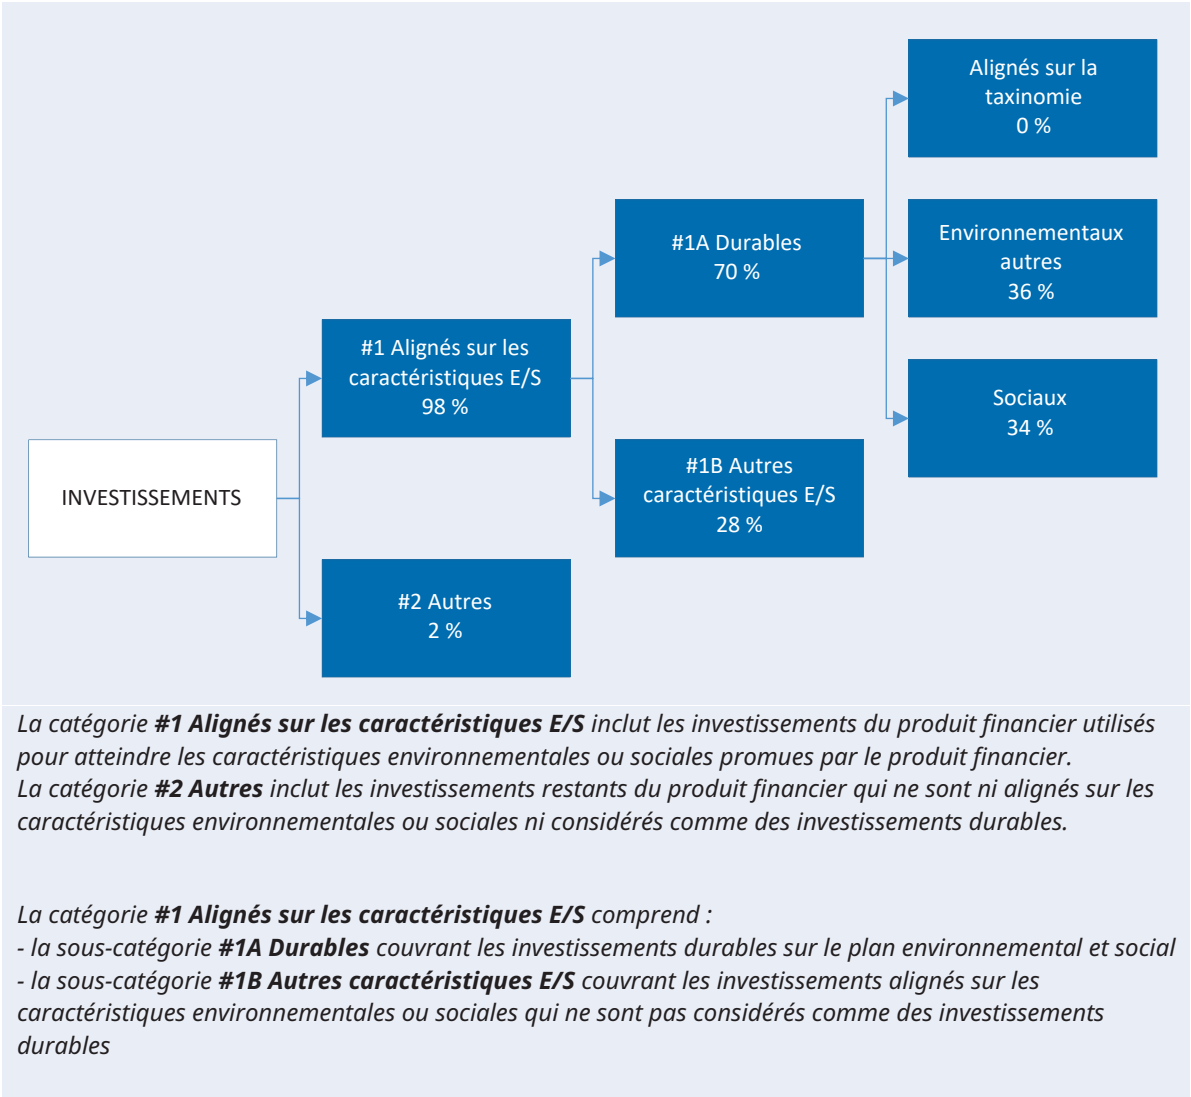 Alignés sur la
taxinomie
0 %
#1A Durables
70 %
Environnementaux
autres
36 %
#1 Alignés sur les
caractéristiques E/S
98 %
Sociaux
34 %
INVESTISSEMENTS
#1B Autres
caractéristiques E/S
28 %
#2 Autres
2 %
La catégorie #1 Alignés sur les caractéristiques E/S inclut les investissements du produit financier utilisés
pour atteindre les caractéristiques environnementales ou sociales promues par le produit financier.
La catégorie #2 Autres inclut les investissements restants du produit financier qui ne sont ni alignés sur les
caractéristiques environnementales ou sociales ni considérés comme des investissements durables.
La catégorie #1 Alignés sur les caractéristiques E/S comprend :
- la sous-catégorie #1A Durables couvrant les investissements durables sur le plan environnemental et social
- la sous-catégorie #1B Autres caractéristiques E/S couvrant les investissements alignés sur les
caractéristiques environnementales ou sociales qui ne sont pas considérés comme des investissements
durables